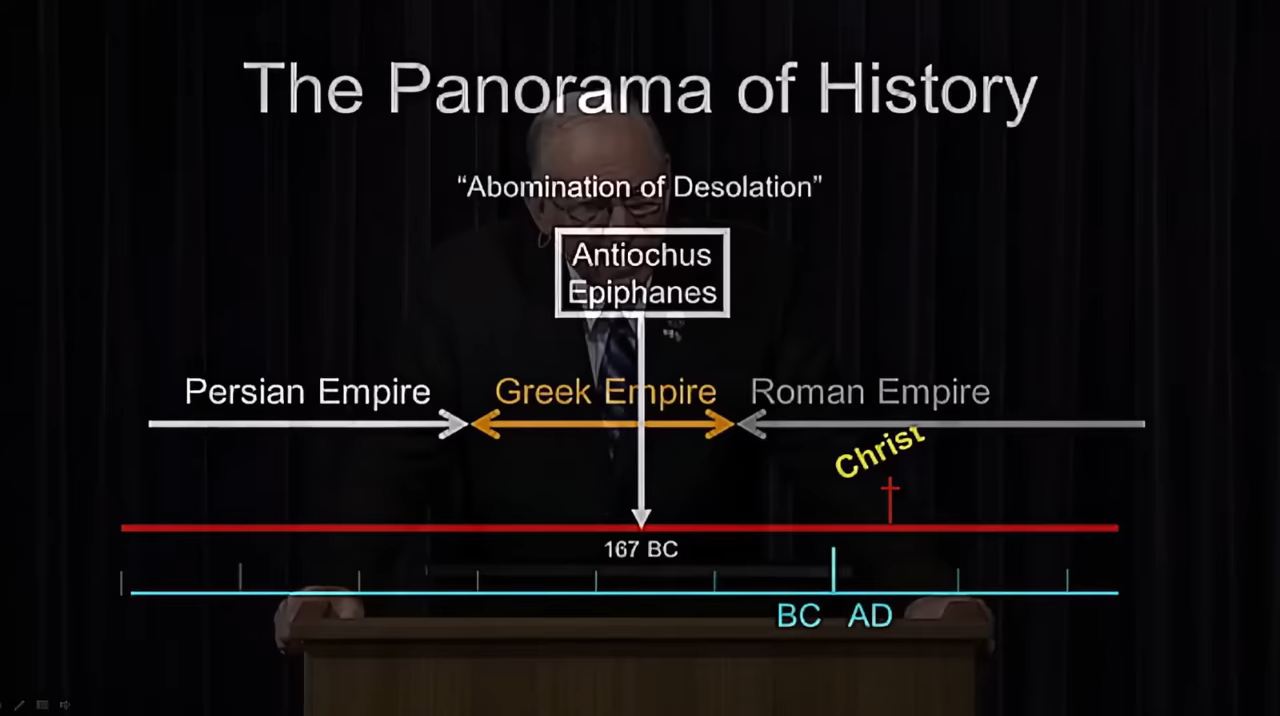 The Panorama of History
“Abomination of Desolation”
Antiochus
Epiphanes
Persian Empire
Greek Empire
Roman Empire
Christ
167 BC
BC AD